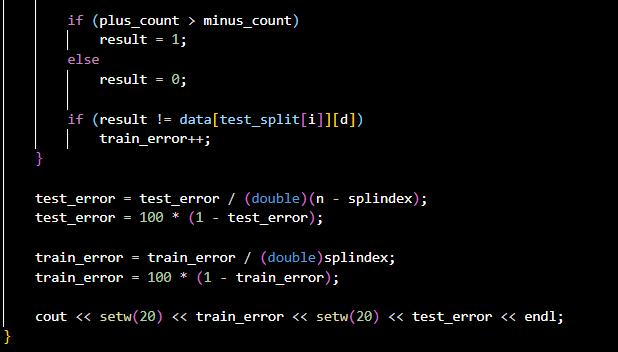 if (plus_count > minus_count)
result = 1;
else
result = 0;
if (result != data[test_split[i]][d])
train_error++;
}
test_error = test_error / (double)(n - splindex);
test_error = 100 * (1 - test_error);
train_error = train_error / (double)splindex;
train_error = 100 * (1 - train_error);
cout << setw(20) << train_error << setw(20) << test_error << endl;
}